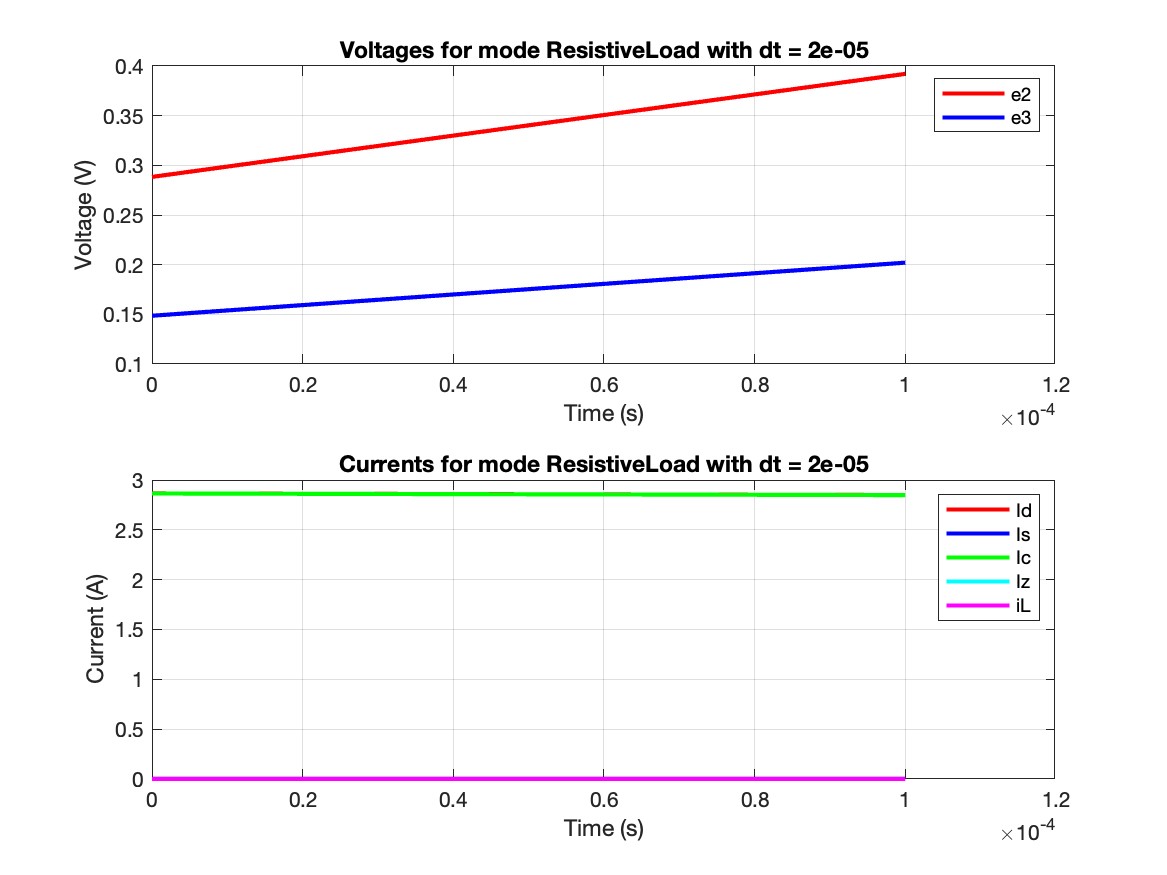 Voltages for mode ResistiveLoad with dt = 2e-05
0.4
0.35
0.3
0.25
0.2
0.15
0.1
Voltage (V)
e2
e3
0
0.2
0.4
0.6
0.8
1
1.2
Time (s)
×10-4
Currents for mode ResistiveLoad with dt = 2e-05
3
2.5
2
1.5
1
0.5
0
Current (A)
Id
Is
Ic
Iz
iL
0
0.2
0.4
0.6
0.8
1
1.2
Time (s)
×10-4